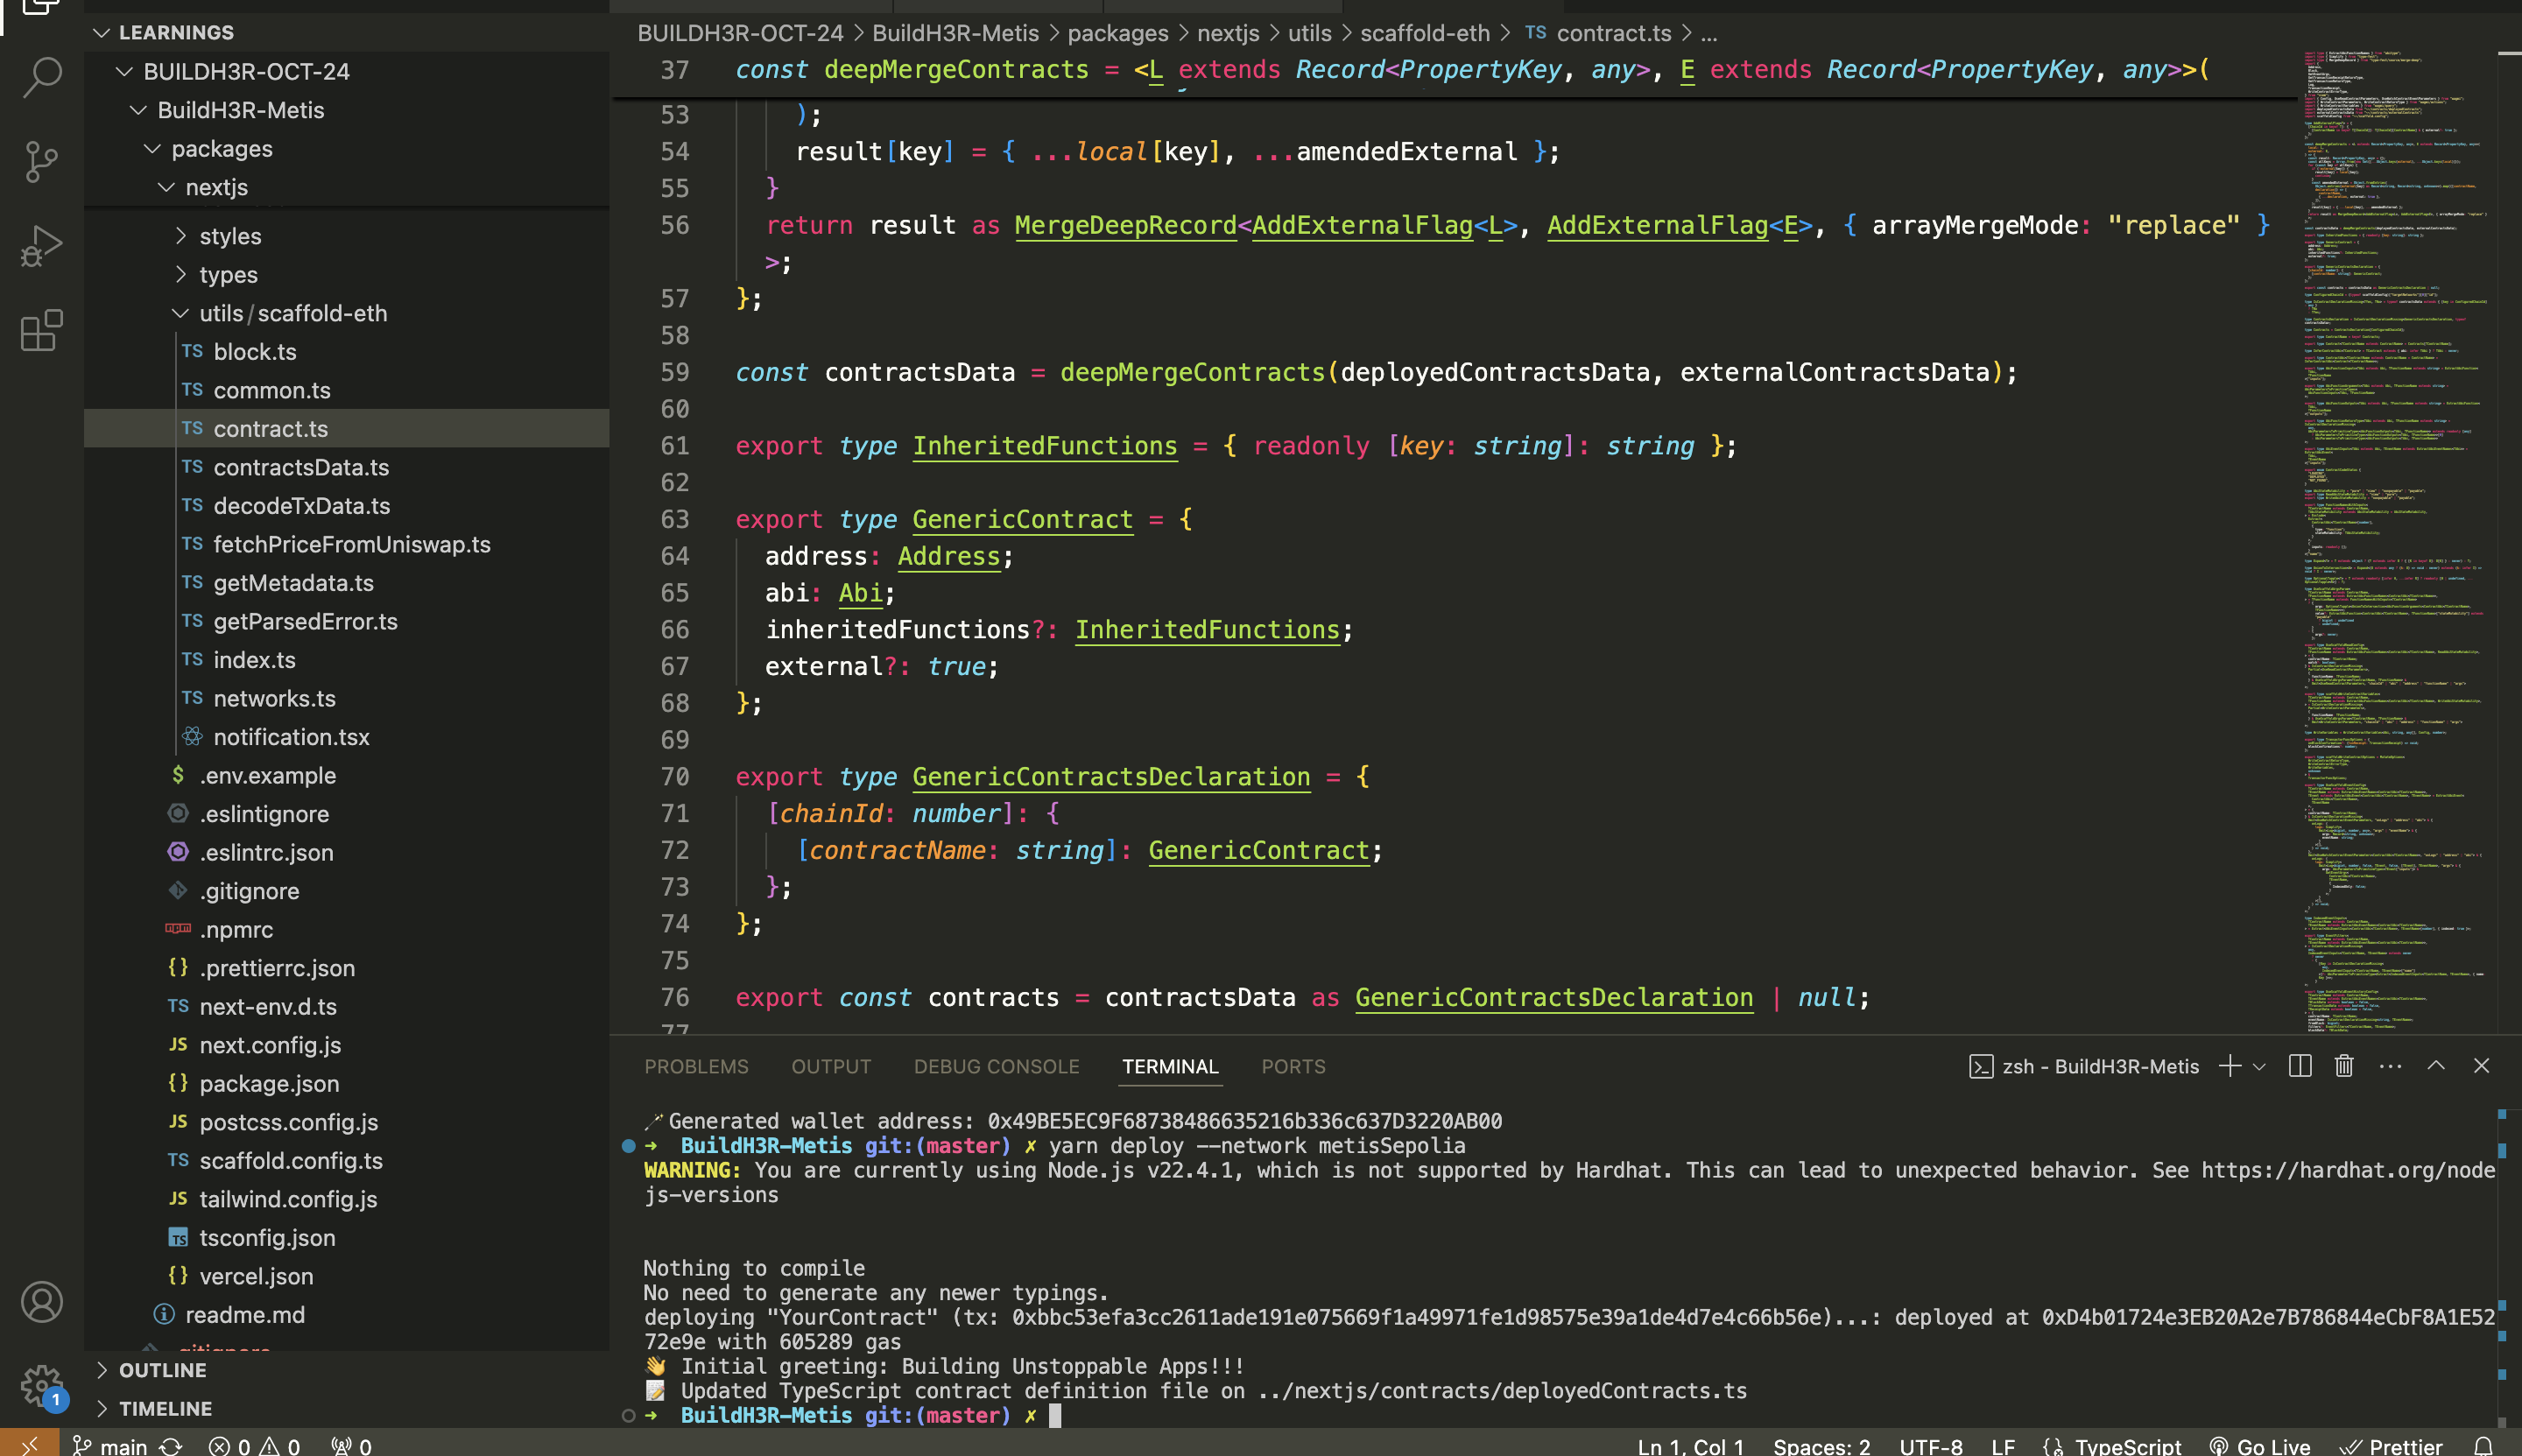 LEARNINGS
BUILDH3R-OCT-24
BuildH3R-Metis
packages
nextjs
styles
types
utils/scaffold-eth
TS block.ts
TS common.ts
TS contract.ts
TS contractsData.ts
TS decodeTxData.ts
TS fetchPriceFromUniswap.ts
TS getMetadata.ts
TS getParsedError.ts
TS index.ts
TS networks.ts
notification.tsx
$ .env.example
.eslintignore
.eslintrc.json
.gitignore
npm .npmrc
{} .prettierrc.json
TS next-env.d.ts
JS next.config.js
{} package.json
JS postcss.config.js
TS scaffold.config.ts
JS tailwind.config.js
TS tsconfig.json
{} vercel.json
readme.md
.gitignore
OUTLINE
TIMELINE
1
BUILDH3R-OCT-24 > BuildH3R-Metis > packages > nextjs > utils > scaffold-eth > TS contract.ts > ...
37 const deepMergeContracts = <L extends Record<PropertyKey, any>, E extends Record<PropertyKey, any>>(
53 );
54 result[key] = { ...local[key], ...amendedExternal };
55 }
56 return result as MergeDeepRecord<AddExternalFlag<L>, AddExternalFlag<E>, { arrayMergeMode: "replace" }
>;
57 };
58
59 const contractsData = deepMergeContracts(deployedContractsData, externalContractsData);
60
61 export type InheritedFunctions = { readonly [key: string]: string };
62
63 export type GenericContract = {
64 address: Address;
65 abi: Abi;
66 inheritedFunctions?: InheritedFunctions;
67 external?: true;
68 };
69
70 export type GenericContractsDeclaration = {
71 [chainId: number]: {
72 [contractName: string]: GenericContract;
73 };
74 };
75
76 export const contracts = contractsData as GenericContractsDeclaration | null;
77
PROBLEMS OUTPUT DEBUG CONSOLE TERMINAL PORTS zsh - BuildH3R-Metis
Generated wallet address: 0x49BE5EC9F68738486635216b336c637D3220AB00
➜ BuildH3R-Metis git:(master) ✗ yarn deploy --network metisSepolia
WARNING: You are currently using Node.js v22.4.1, which is not supported by Hardhat. This can lead to unexpected behavior. See https://hardhat.org/node
js-versions
Nothing to compile
No need to generate any newer typings.
deploying "YourContract" (tx: 0xbbc53efa3cc2611ade191e075669f1a49971fe1d98575e39a1de4d7e4c66b56e)...: deployed at 0xD4b01724e3EB20A2e7B786844eCbF8A1E52
72e9e with 605289 gas
👋 Initial greeting: Building Unstoppable Apps!!!
📝 Updated TypeScript contract definition file on ../nextjs/contracts/deployedContracts.ts
➜ BuildH3R-Metis git:(master) ✗
main 0 0 0 Ln 1, Col 1 Spaces: 2 UTF-8 LF TypeScript Go Live Prettier